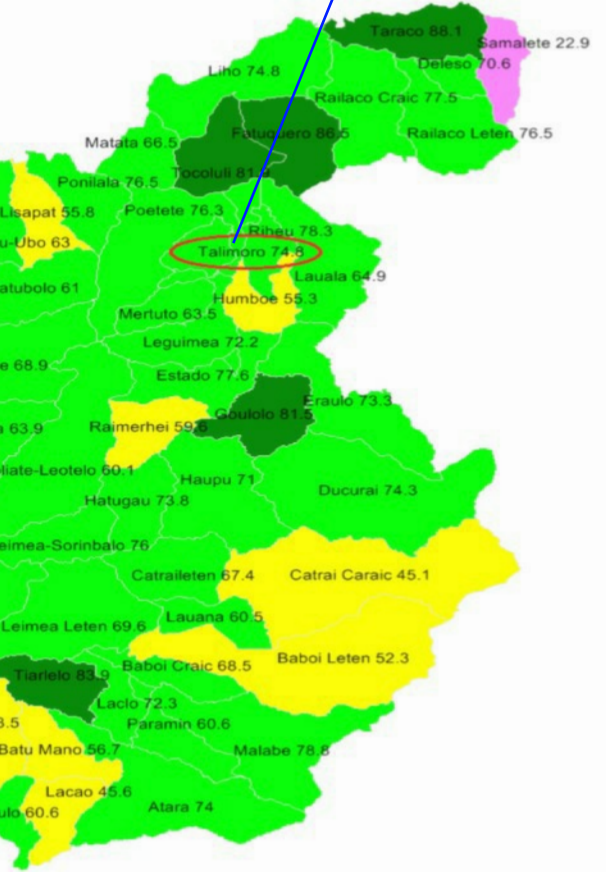 Taraco 88.1
Samalete 22.9
Deleso 70.6
Liho 74.8
Railaco Craic 77.5
Fatuquero 86.5
Railaco Leten 76.5
Matata 66.5
Tocoluli 81.9
Ponilala 76.5
Lisapat 55.8
Poetete 76.3
Riheu 78.3
u-Ubo 63
Talimoro 74.8
Lauala 64.9
atubolo 61
Humboe 55.3
Mertuto 63.5
Leguimea 72.2
e 68.9
Estado 77.6
Eraulo 73.3
Goulolo 81.5
a 63.9
Raimerhei 59.6
liate-Leotelo 60.1
Haupu 71
Ducurai 74.3
Hatugau 73.8
eimea-Sorinbalo 76
Catraileten 67.4
Catrai Caraic 45.1
Lauana 60.5
Leimea Leten 69.6
Baboi Craic 68.5
Baboi Leten 52.3
Tiarlelo 83.9
Laclo 72.3
3.5
Paramin 60.6
Batu Mano 56.7
Malabe 78.8
Lacao 45.6
Atara 74
ulo 60.6